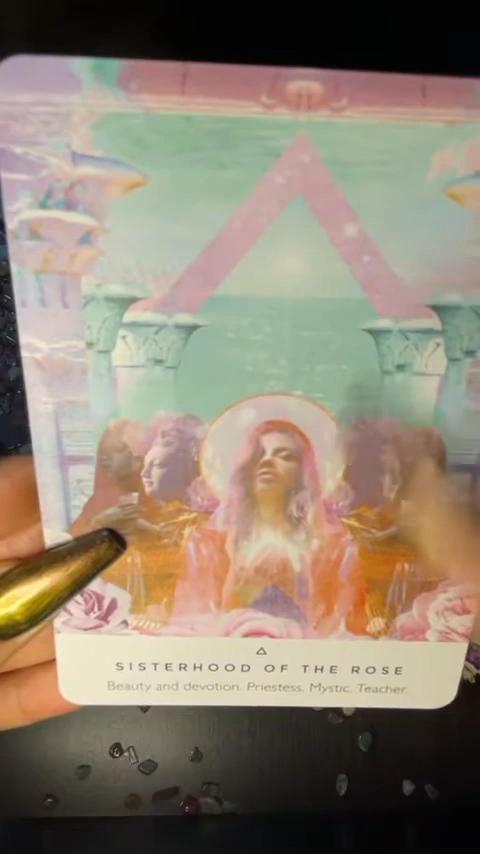 SISTERHOOD OF THE ROSE
Beauty and devotion. Priestess. Mystic. Teacher.